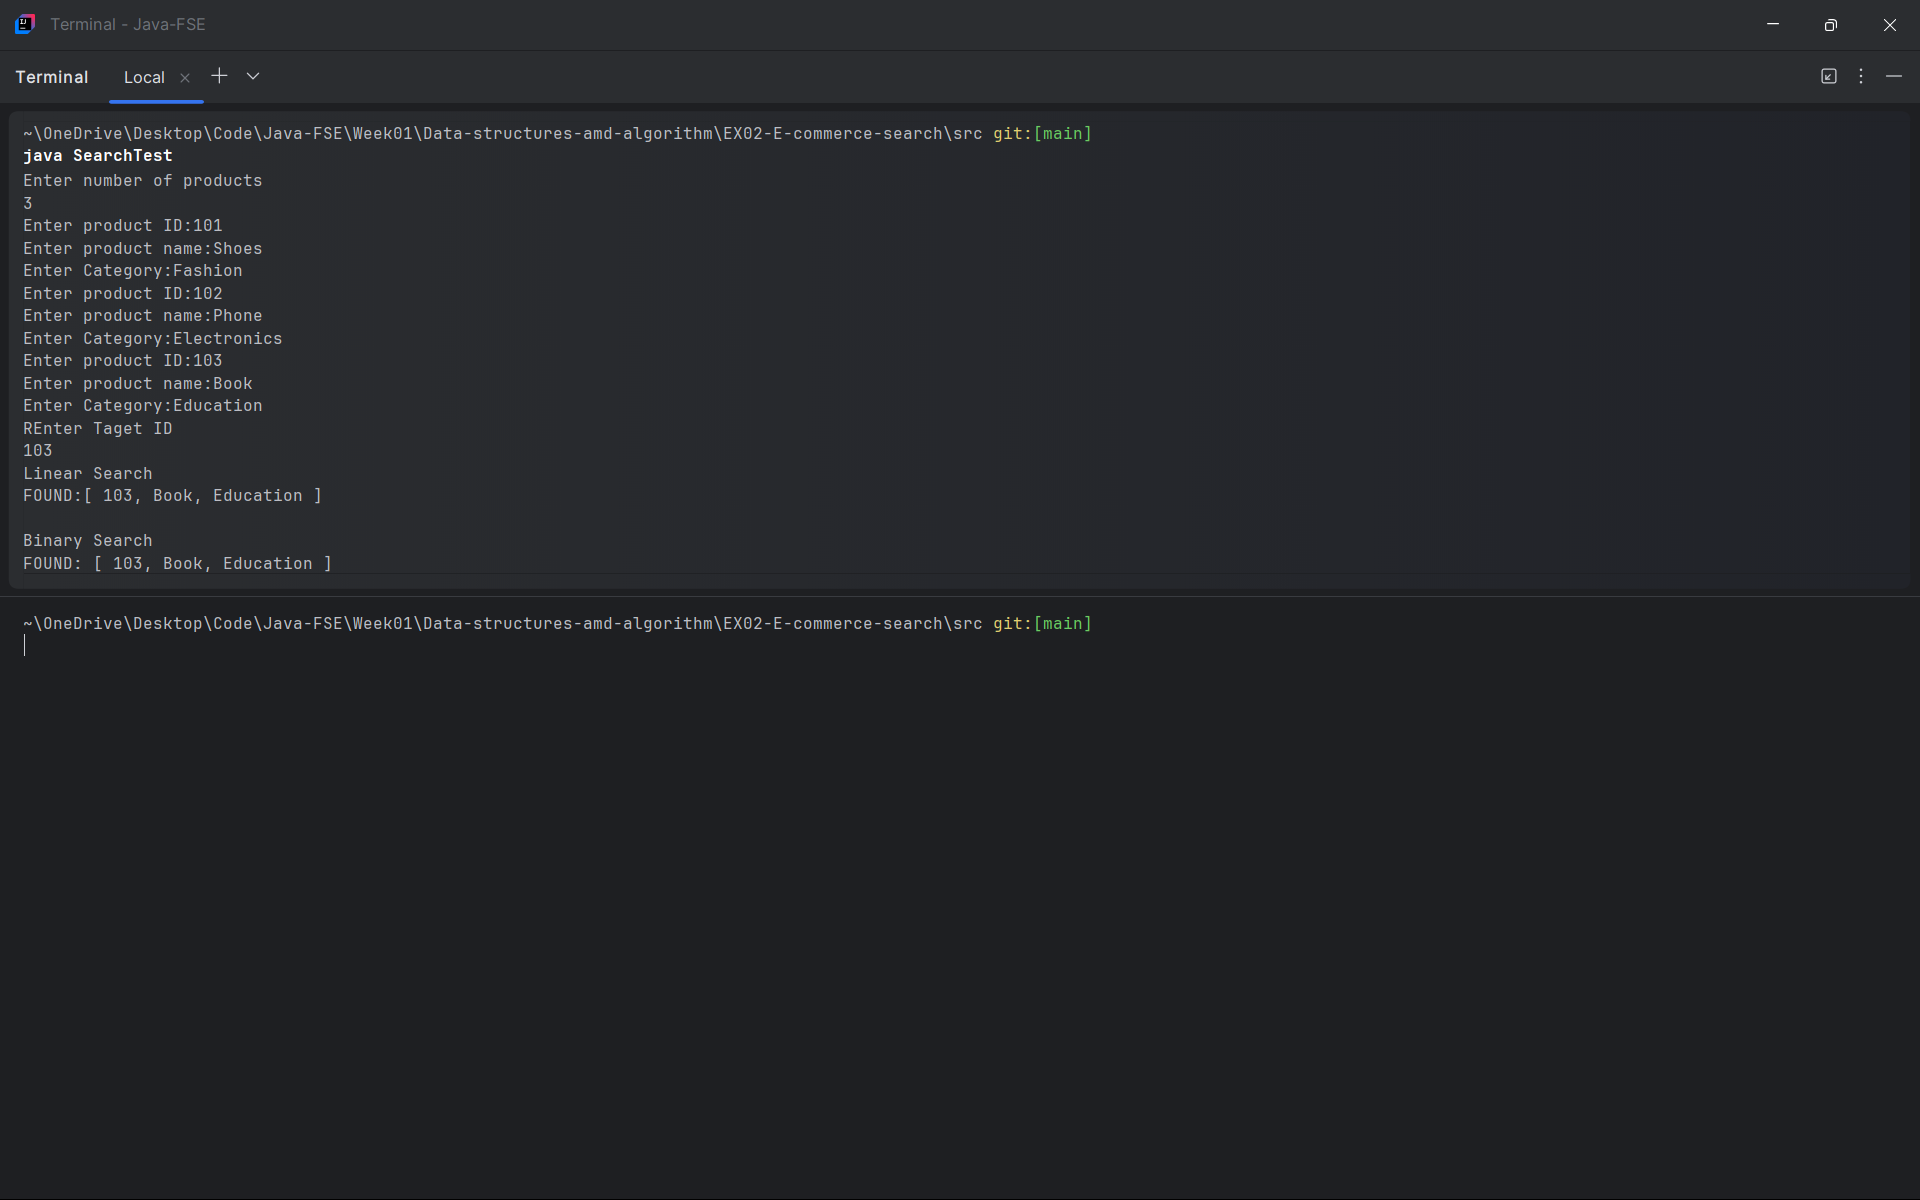 Terminal - Java-FSE
Terminal Local
~\OneDrive\Desktop\Code\Java-FSE\Week01\Data-structures-amd-algorithm\EX02-E-commerce-search\src git:[main]
java SearchTest
Enter number of products
3
Enter product ID:101
Enter product name:Shoes
Enter Category:Fashion
Enter product ID:102
Enter product name:Phone
Enter Category:Electronics
Enter product ID:103
Enter product name:Book
Enter Category:Education
REnter Taget ID
103
Linear Search
FOUND:[ 103, Book, Education ]
Binary Search
FOUND: [ 103, Book, Education ]
~\OneDrive\Desktop\Code\Java-FSE\Week01\Data-structures-amd-algorithm\EX02-E-commerce-search\src git:[main]